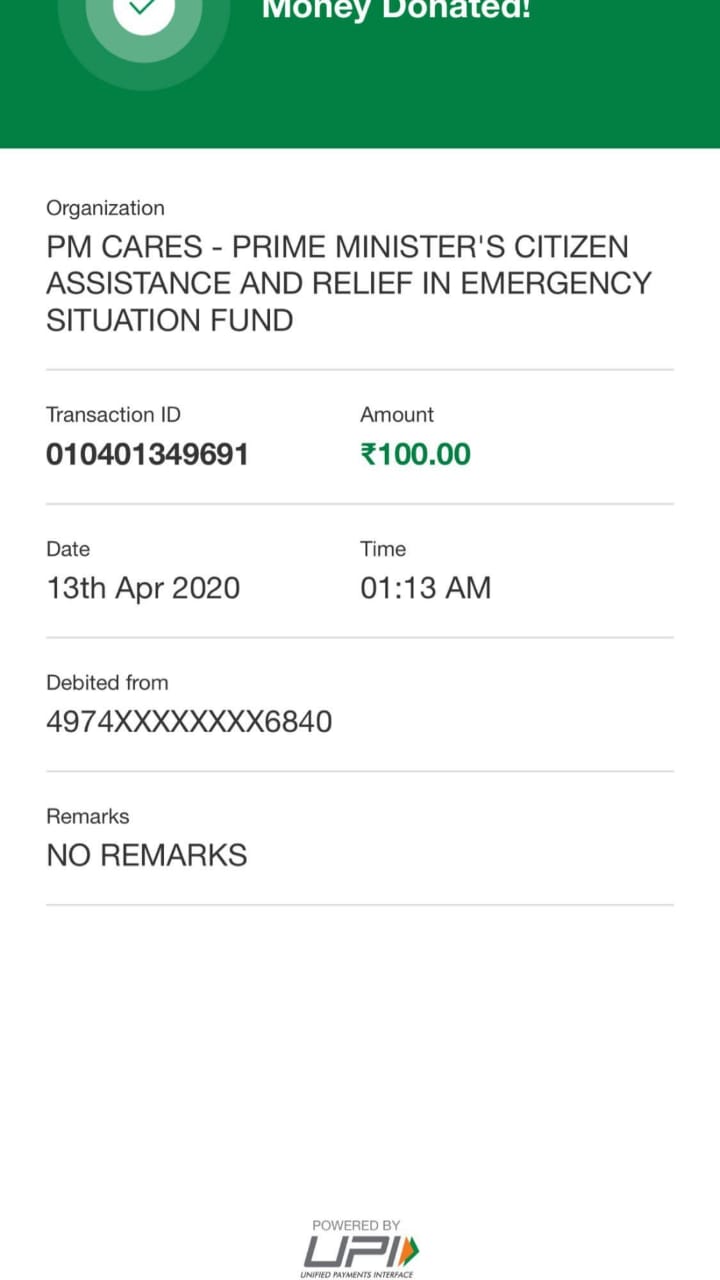 Money Donated!
Organization
PM CARES - PRIME MINISTER'S CITIZEN
ASSISTANCE AND RELIEF IN EMERGENCY
SITUATION FUND
Transaction ID
Amount
010401349691
₹100.00
Date
Time
13th Apr 2020
01:13 AM
Debited from
4974XXXXXXXX6840
Remarks
NO REMARKS
POWERED BY
UPI
UNIFIED PAYMENTS INTERFACE